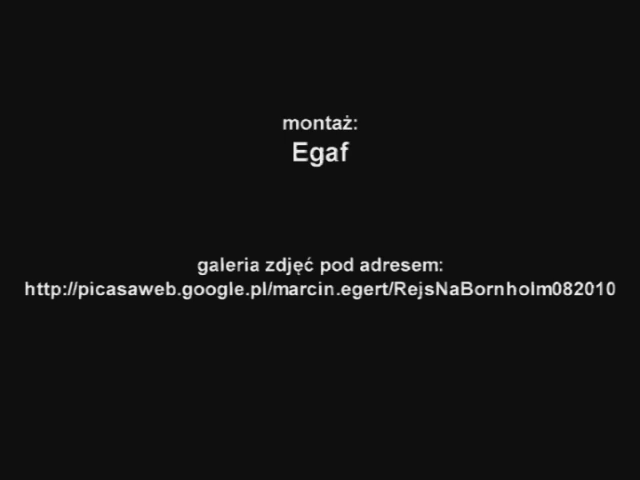 montaż:
Egaf
galeria zdjęć pod adresem:
http://picasaweb.google.pl/marcin.egert/RejsNaBornholm082010